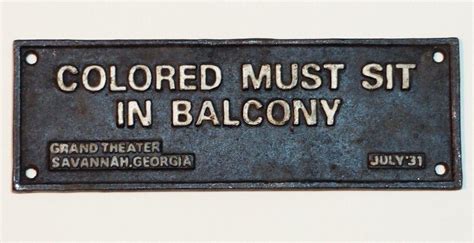 COLORED MUST SIT
IN BALCONY
GRAND THEATER
SAVANNAH, GEORGIA
JULY '31